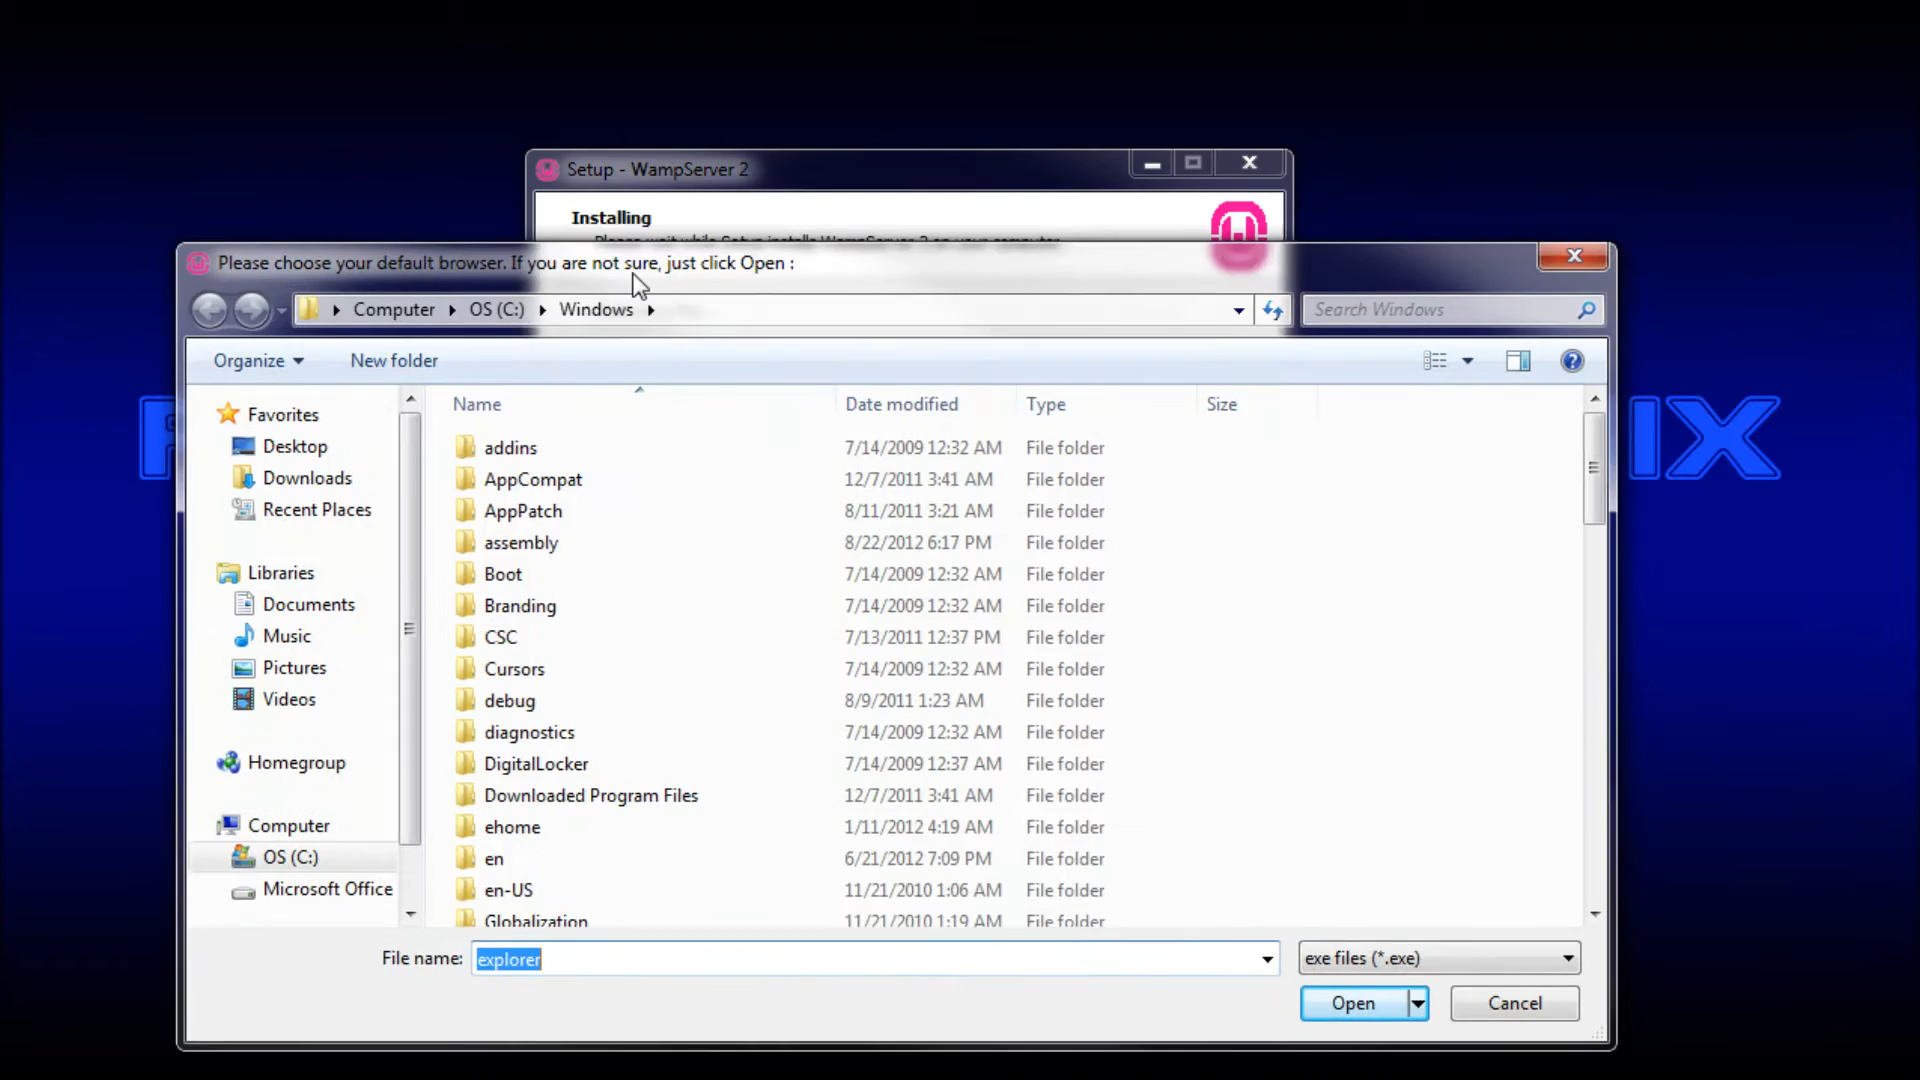 Setup - WampServer 2
Installing
Please wait while Setup installs WampServer 2 on your computer
Please choose your default browser. If you are not sure, just click Open :
Computer OS (C:) Windows
Search Windows
Organize New folder
Name Date modified Type Size
Favorites
Desktop
Downloads
Recent Places
Libraries
Documents
Music
Pictures
Videos
Homegroup
Computer
OS (C:)
Microsoft Office
addins 7/14/2009 12:32 AM File folder
AppCompat 12/7/2011 3:41 AM File folder
AppPatch 8/11/2011 3:21 AM File folder
assembly 8/22/2012 6:17 PM File folder
Boot 7/14/2009 12:32 AM File folder
Branding 7/14/2009 12:32 AM File folder
CSC 7/13/2011 12:37 PM File folder
Cursors 7/14/2009 12:32 AM File folder
debug 8/9/2011 1:23 AM File folder
diagnostics 7/14/2009 12:32 AM File folder
DigitalLocker 7/14/2009 12:37 AM File folder
Downloaded Program Files 12/7/2011 3:41 AM File folder
ehome 1/11/2012 4:19 AM File folder
en 6/21/2012 7:09 PM File folder
en-US 11/21/2010 1:06 AM File folder
Globalization 11/21/2010 1:19 AM File folder
File name: explorer exe files (*.exe)
Open Cancel
IX